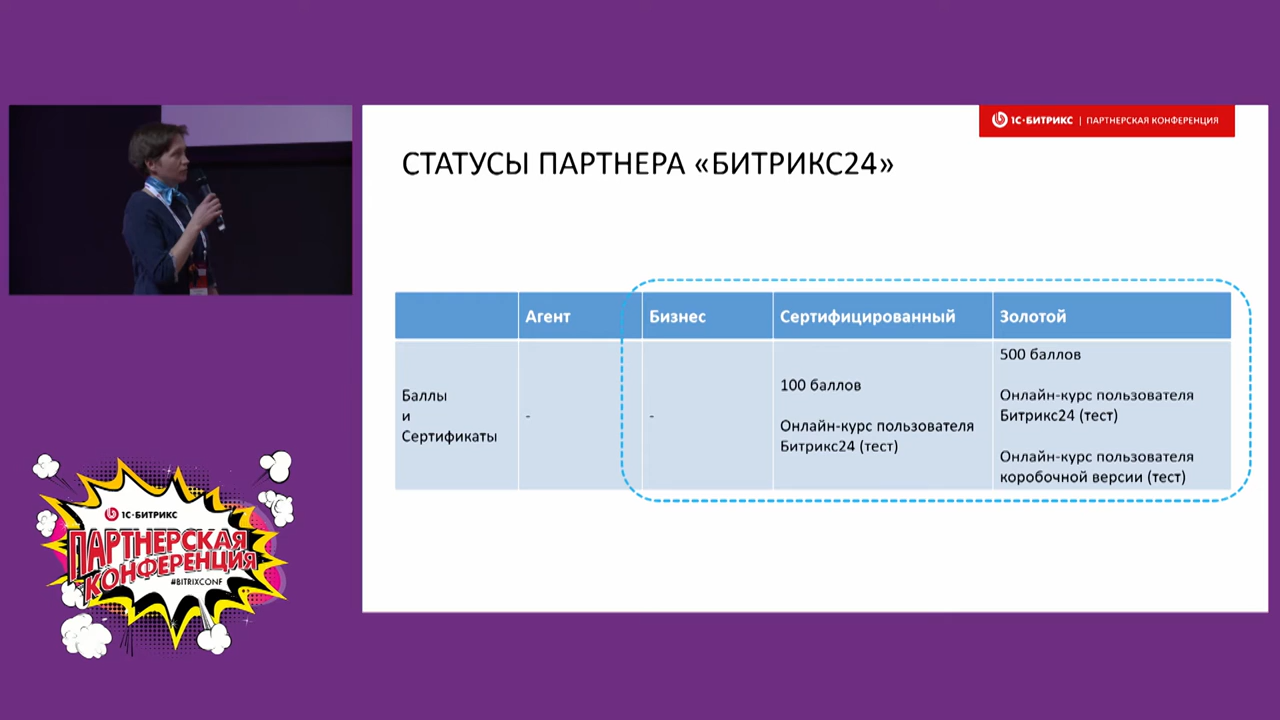 1С·БИТРИКС | ПАРТНЕРСКАЯ КОНФЕРЕНЦИЯ
СТАТУСЫ ПАРТНЕРА «БИТРИКС24»
Агент
Бизнес
Сертифицированный
Золотой
Баллы
и
Сертификаты
-
-
100 баллов
Онлайн-курс пользователя
Битрикс24 (тест)
500 баллов
Онлайн-курс пользователя
Битрикс24 (тест)
Онлайн-курс пользователя
коробочной версии (тест)
1С·БИТРИКС
ПАРТНЕРСКАЯ
КОНФЕРЕНЦИЯ
#BITRIXCONF